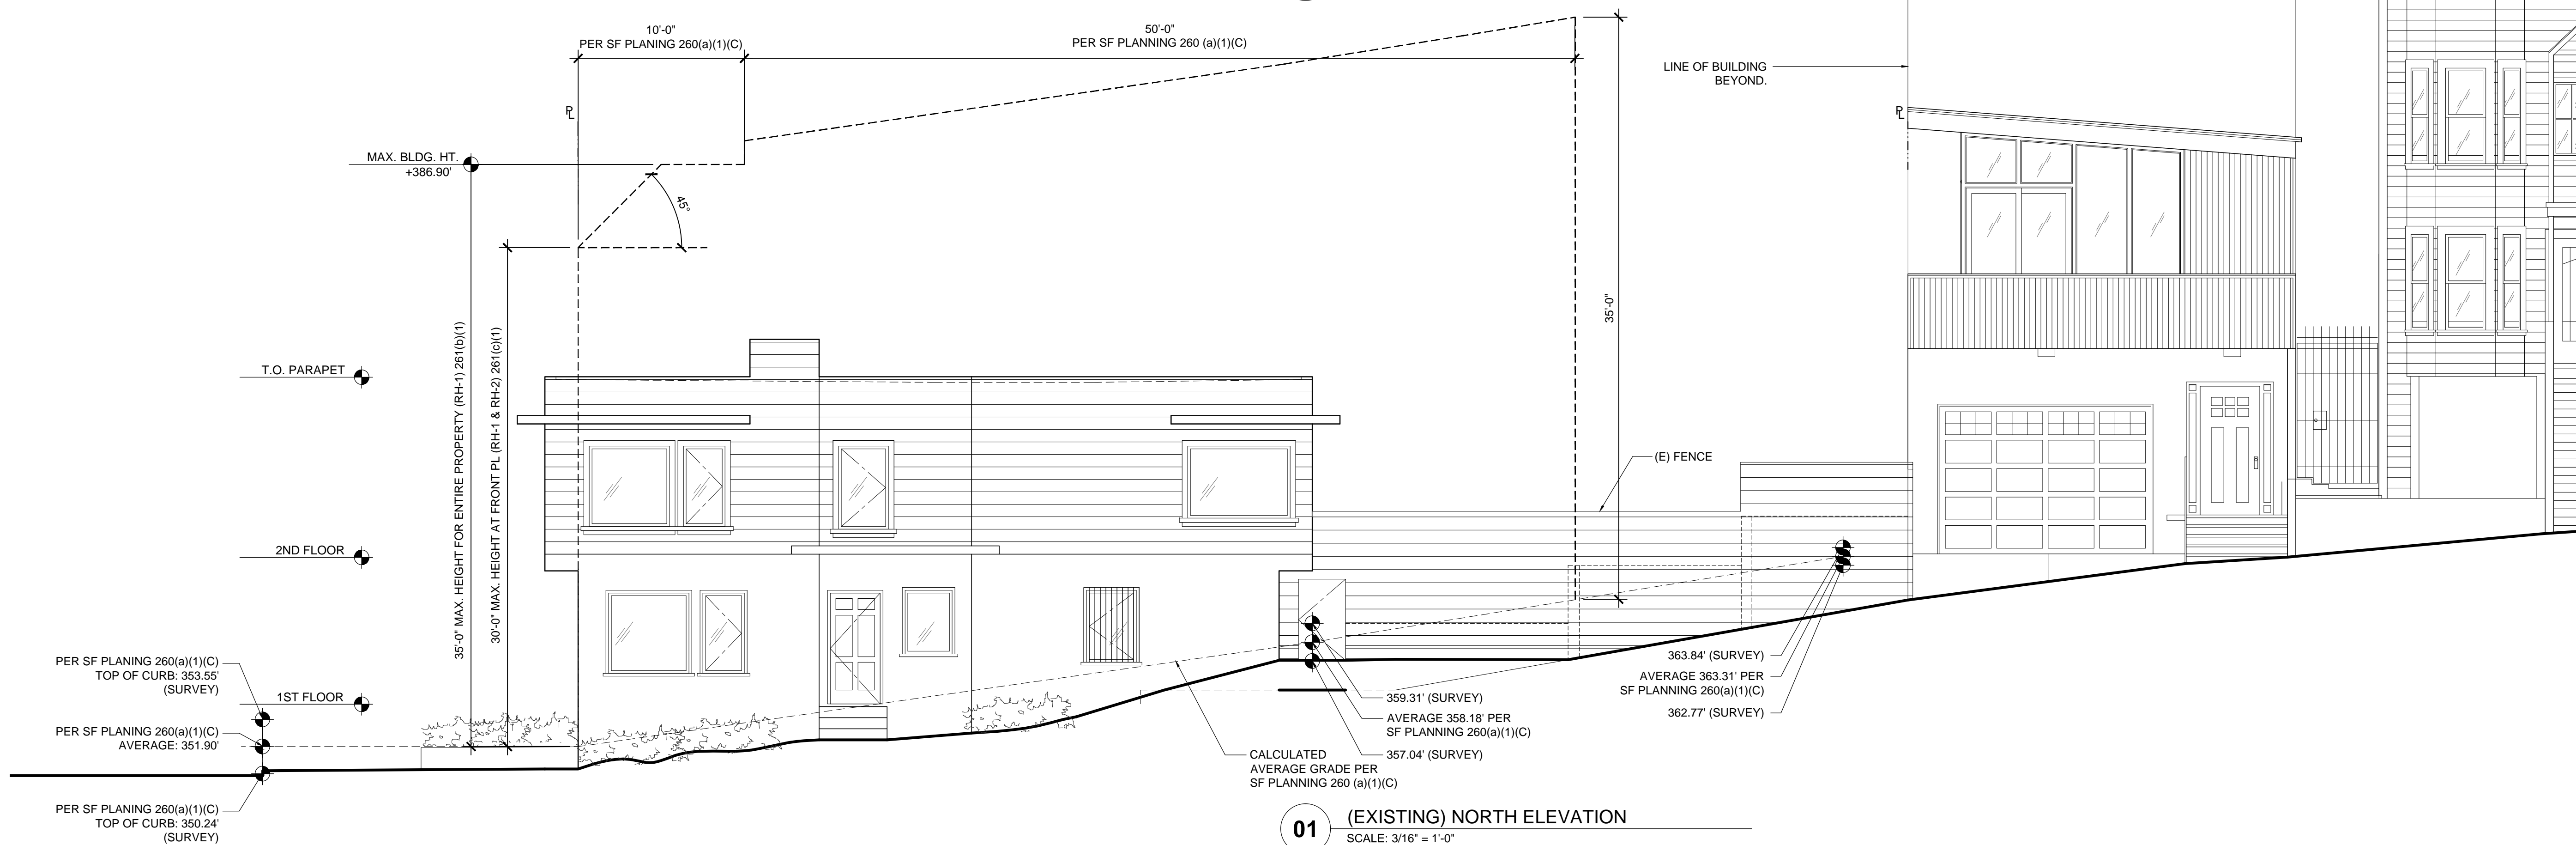 10'-0"
PER SF PLANING 260(a)(1)(C)
50'-0"
PER SF PLANNING 260 (a)(1)(C)
LINE OF BUILDING
BEYOND.
PL
PL
MAX. BLDG. HT.
+386.90'
45°
35'-0" MAX. HEIGHT FOR ENTIRE PROPERTY (RH-1) 261(b)(1)
30'-0" MAX. HEIGHT AT FRONT PL (RH-1 & RH-2) 261(c)(1)
35'-0"
T.O. PARAPET
2ND FLOOR
1ST FLOOR
(E) FENCE
PER SF PLANING 260(a)(1)(C)
TOP OF CURB: 353.55'
(SURVEY)
PER SF PLANING 260(a)(1)(C)
AVERAGE: 351.90'
PER SF PLANING 260(a)(1)(C)
TOP OF CURB: 350.24'
(SURVEY)
363.84' (SURVEY)
AVERAGE 363.31' PER
SF PLANNING 260(a)(1)(C)
362.77' (SURVEY)
359.31' (SURVEY)
AVERAGE 358.18' PER
SF PLANNING 260(a)(1)(C)
357.04' (SURVEY)
CALCULATED
AVERAGE GRADE PER
SF PLANNING 260 (a)(1)(C)
01
(EXISTING) NORTH ELEVATION
SCALE: 3/16" = 1'-0"